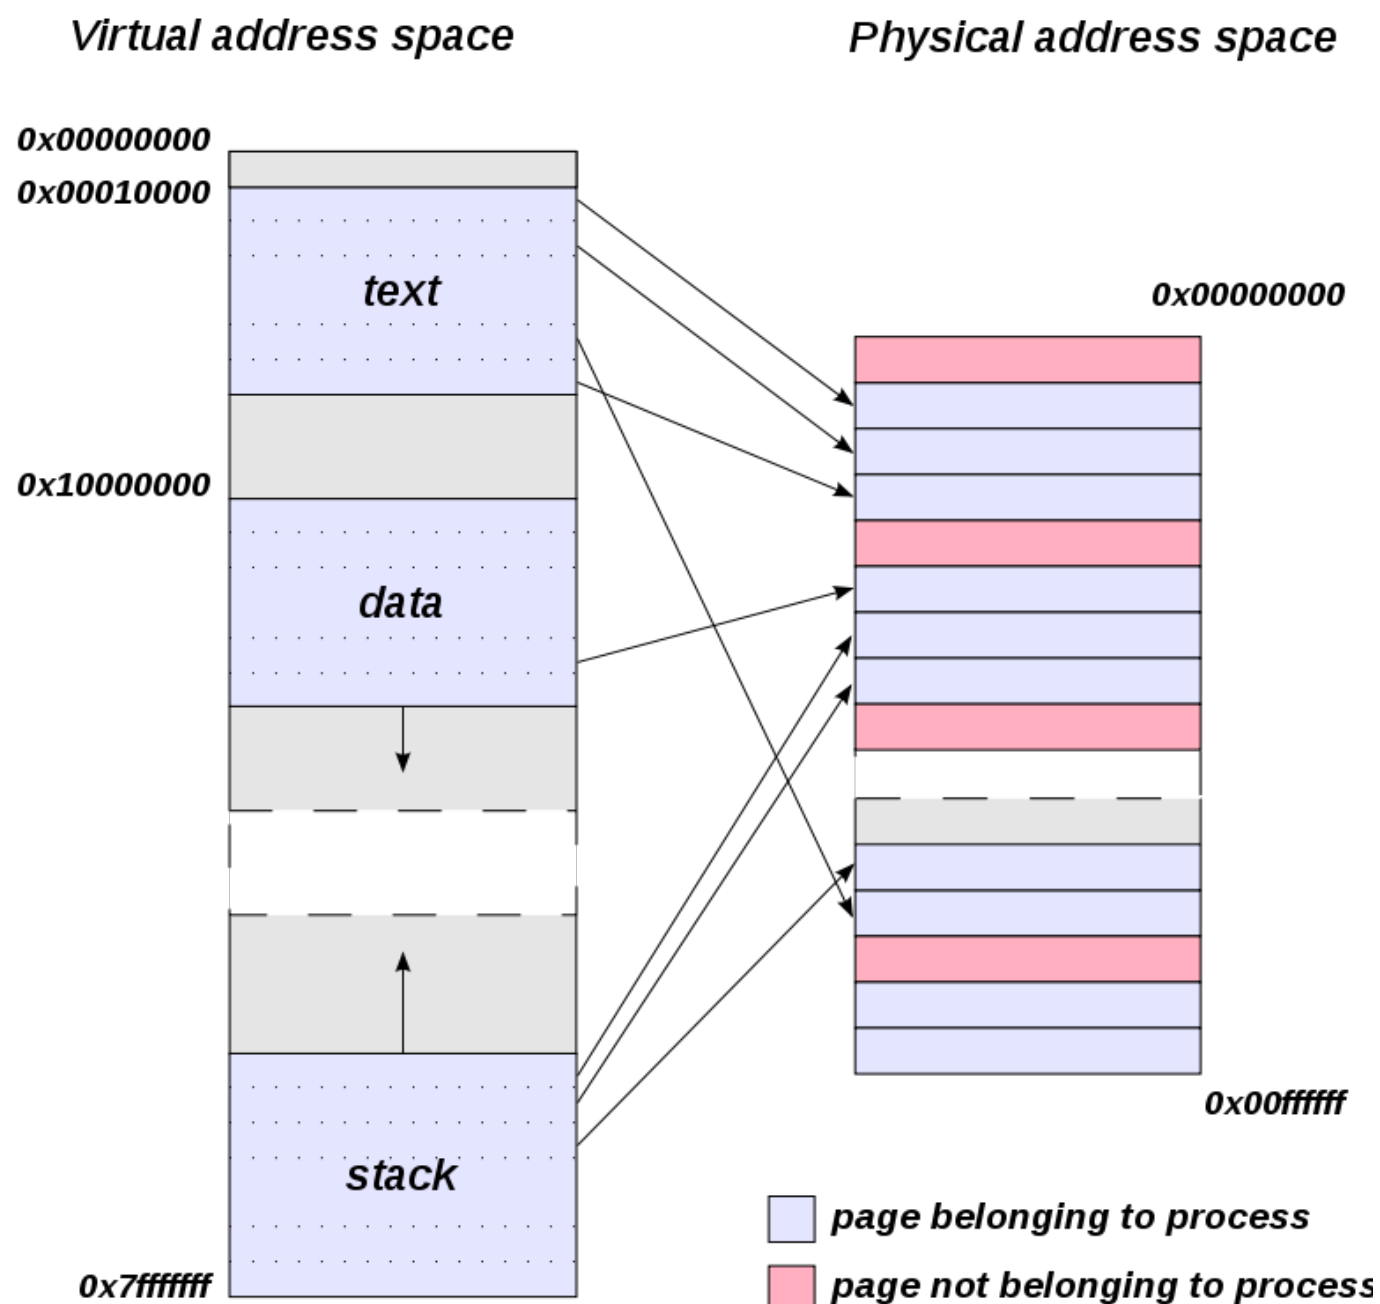 Virtual address space
Physical address space
0x00000000
0x00010000
text
0x00000000
0x10000000
data
0x00ffffff
stack
page belonging to process
0x7fffffff
page not belonging to process